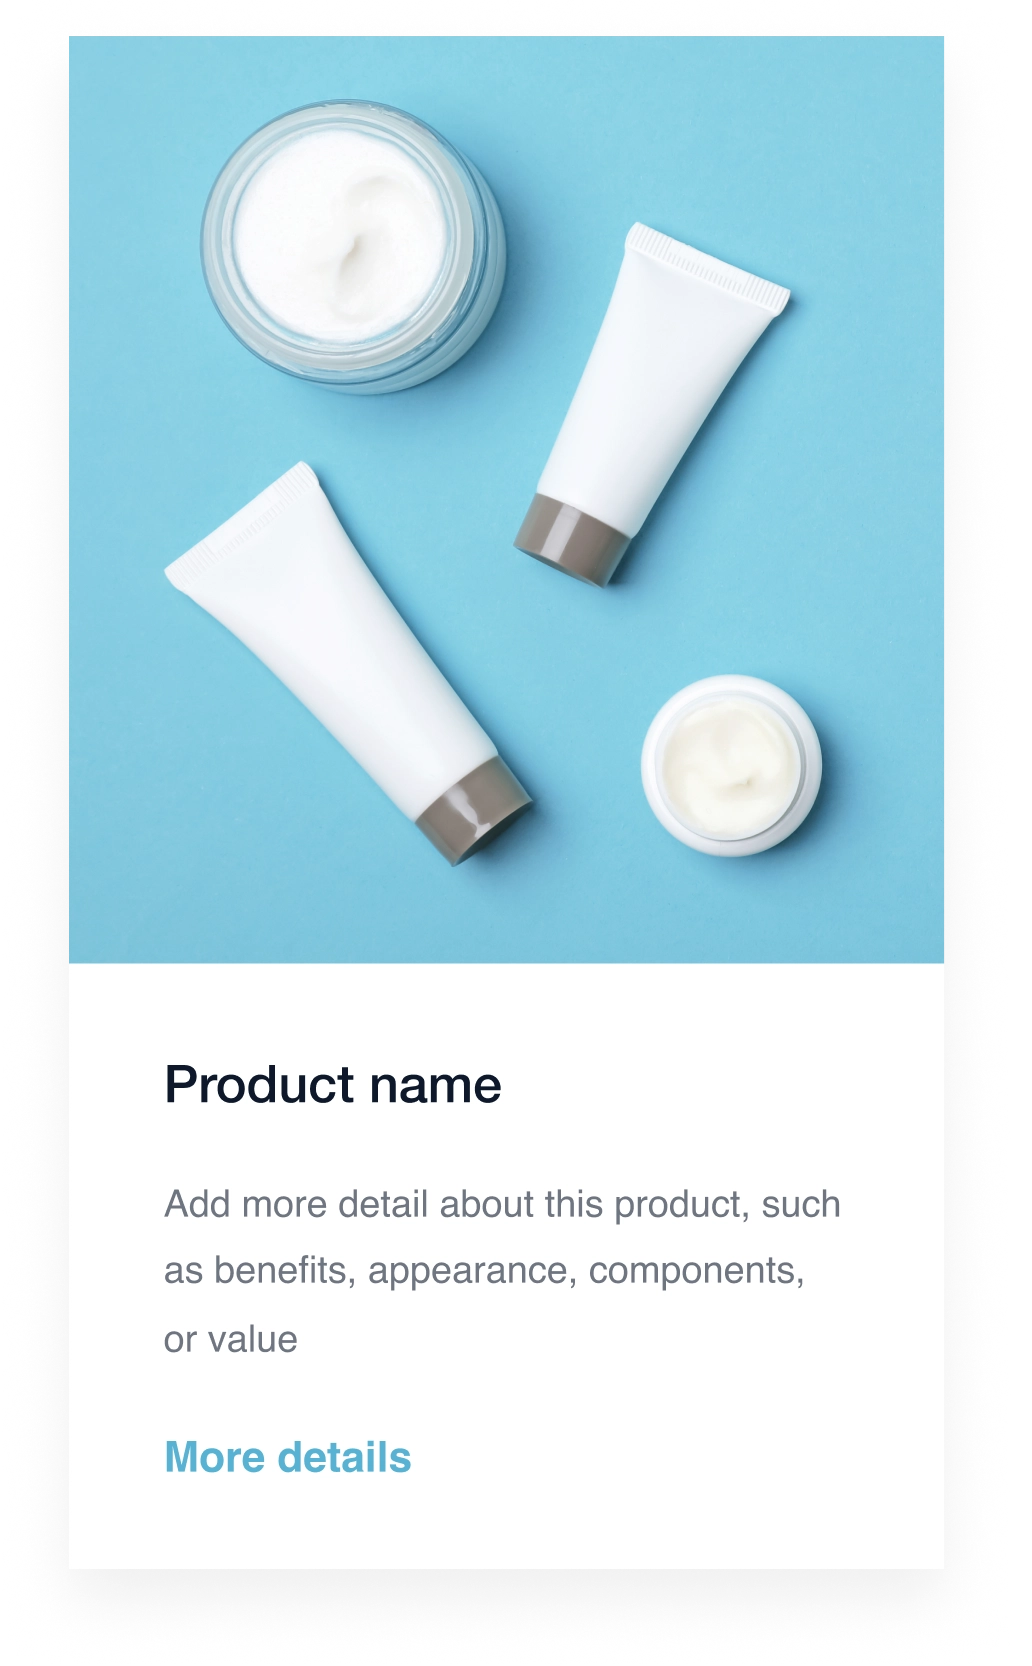 Product name
Add more detail about this product, such
as benefits, appearance, components,
or value
More details